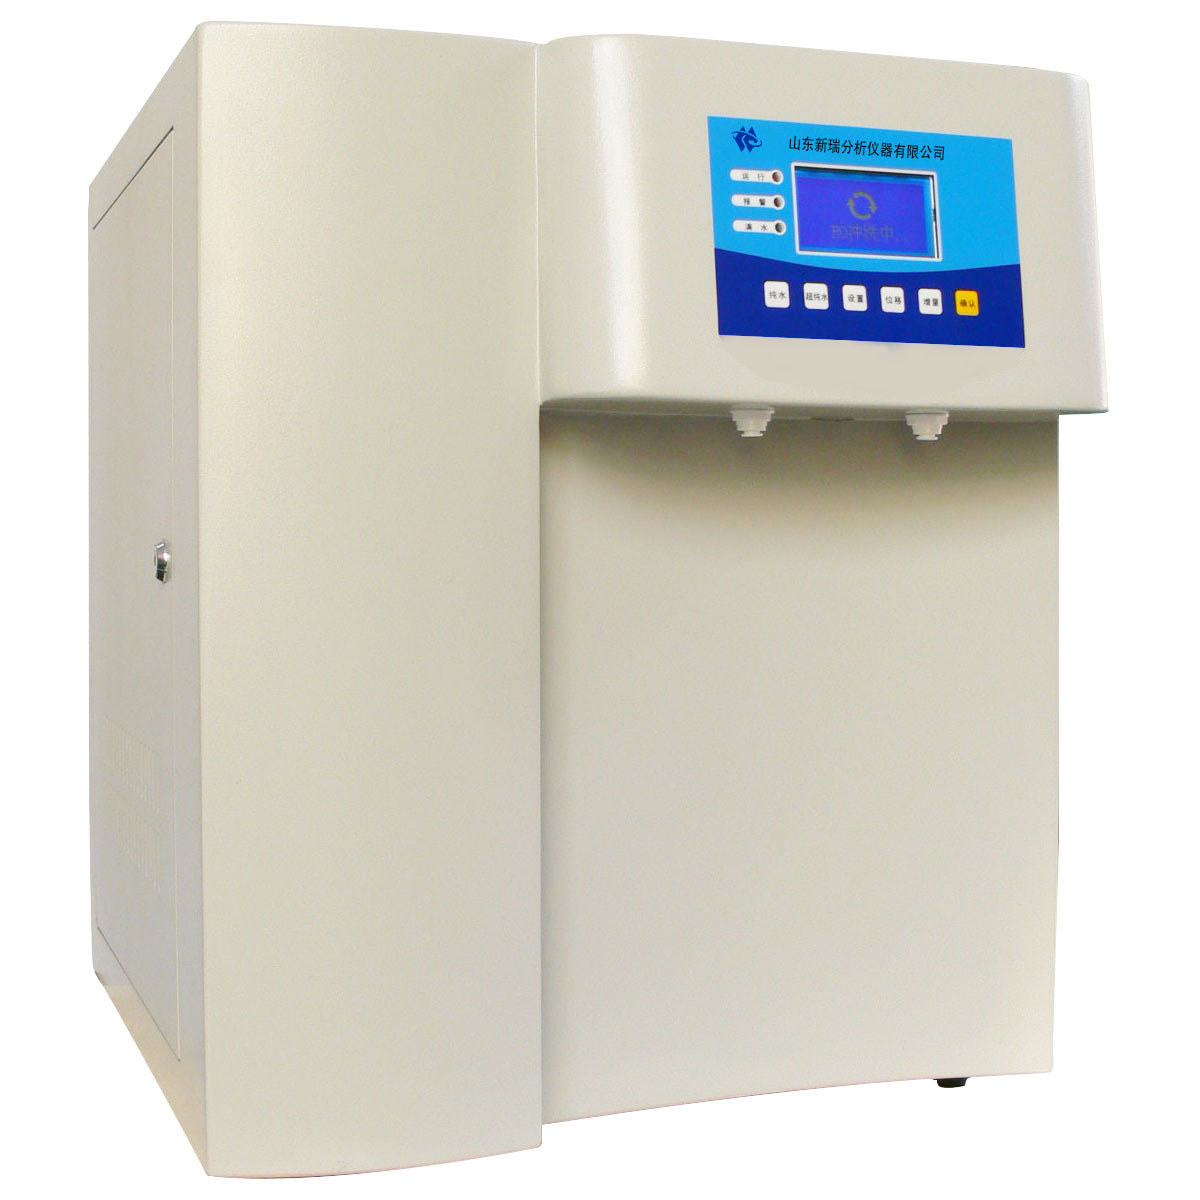 山东新瑞分析仪器有限公司
运行
报警
满水
RO冲洗中...
纯水 超纯水 设置 位移 增量 确认